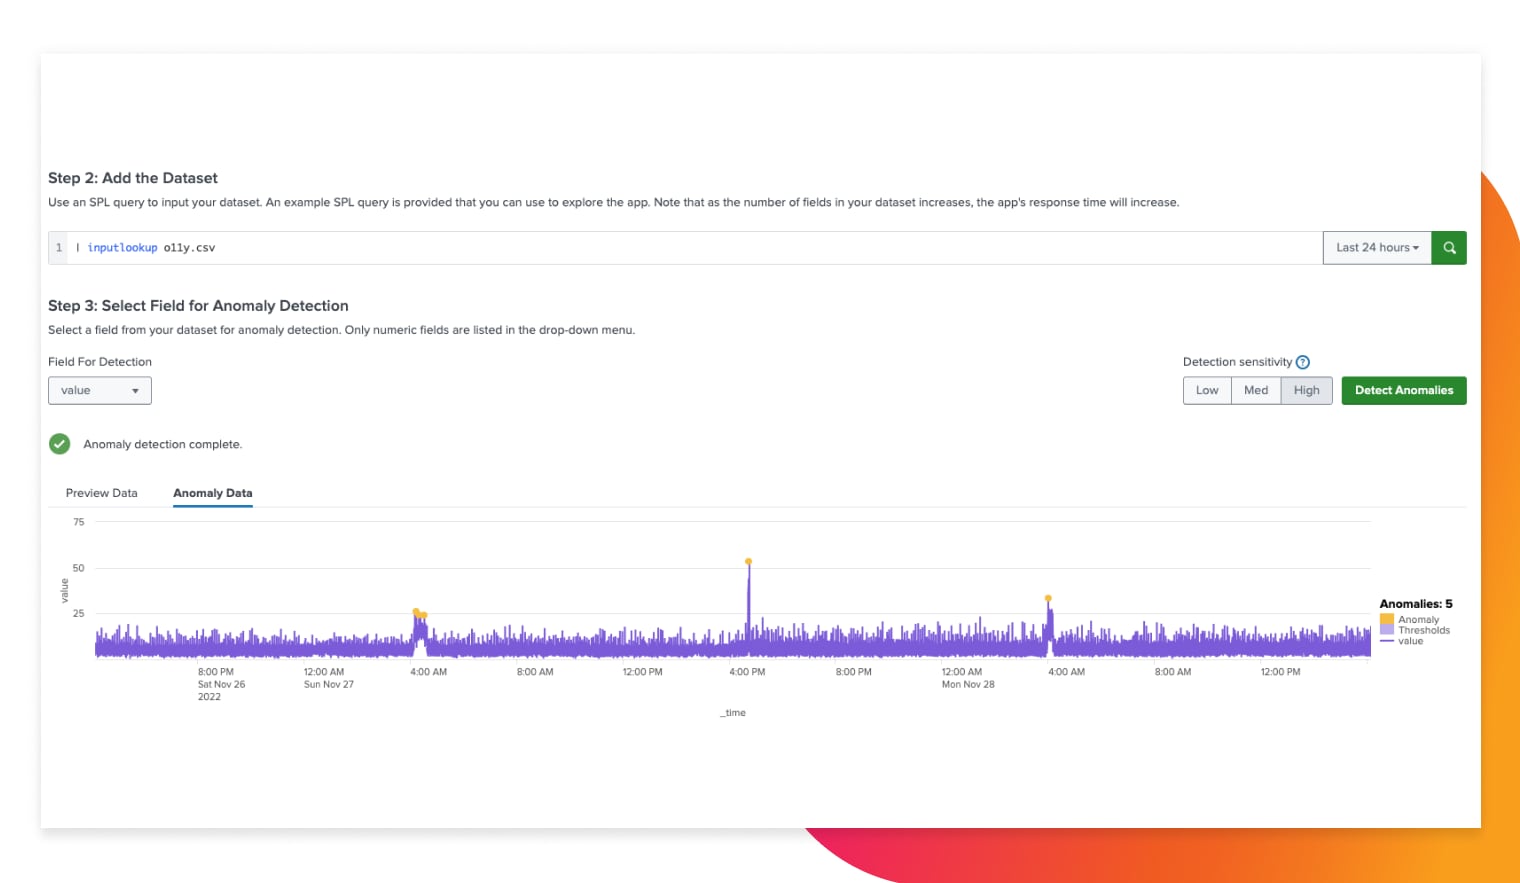 Step 2: Add the Dataset
Use an SPL query to input your dataset. An example SPL query is provided that you can use to explore the app. Note that as the number of fields in your dataset increases, the app's response time will increase.
1 | inputlookup o11y.csv
Last 24 hours
Step 3: Select Field for Anomaly Detection
Select a field from your dataset for anomaly detection. Only numeric fields are listed in the drop-down menu.
Field For Detection
Detection sensitivity ?
value
Low Med High Detect Anomalies
Anomaly detection complete.
Preview Data Anomaly Data
75
50
25
value
Anomalies: 5
Anomaly
Thresholds
value
8:00 PM 12:00 AM 4:00 AM 8:00 AM 12:00 PM 4:00 PM 8:00 PM 12:00 AM 4:00 AM 8:00 AM 12:00 PM
Sat Nov 26 Sun Nov 27 Mon Nov 28
2022
_time